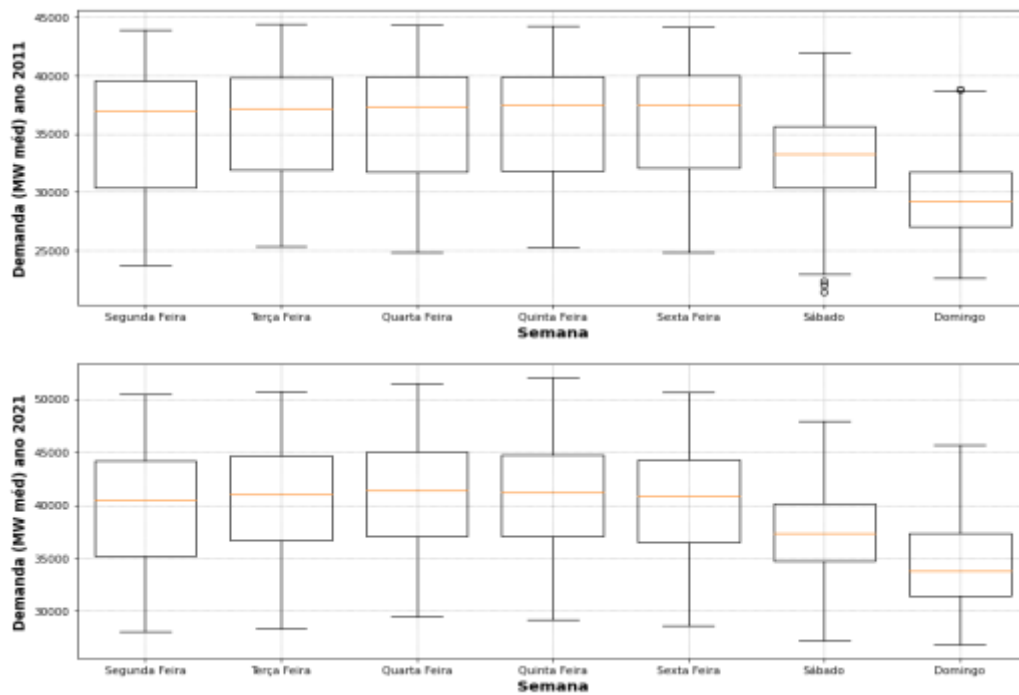 Demanda (MW méd) ano 2011
45000
40000
35000
30000
25000
Segunda Feira Terça Feira Quarta Feira Quinta Feira Sexta Feira Sábado Domingo
Semana
Demanda (MW méd) ano 2021
50000
45000
40000
35000
30000
Segunda Feira Terça Feira Quarta Feira Quinta Feira Sexta Feira Sábado Domingo
Semana